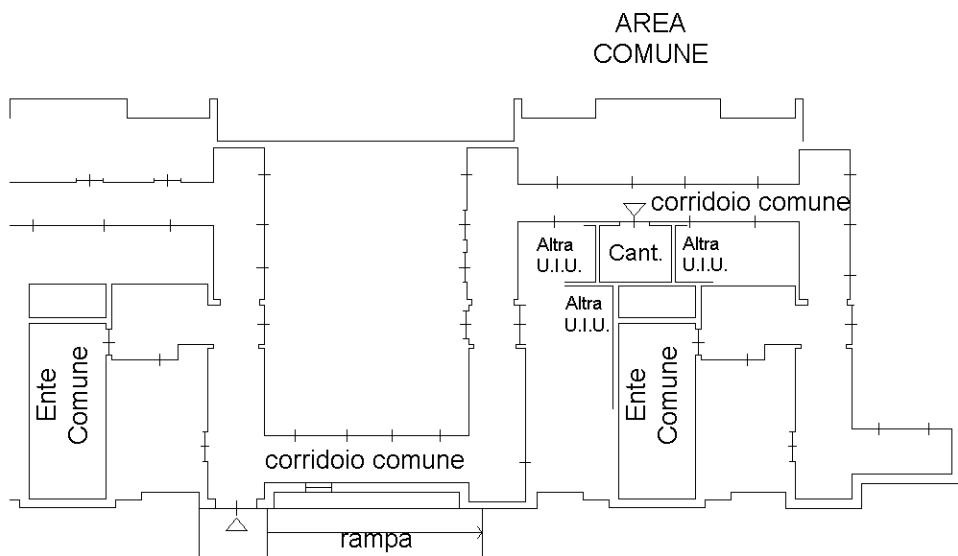 AREA
COMUNE
corridoio comune
Altra
U.I.U.
Cant.
Altra
U.I.U.
Altra
U.I.U.
Ente
Comune
Ente
Comune
corridoio comune
rampa